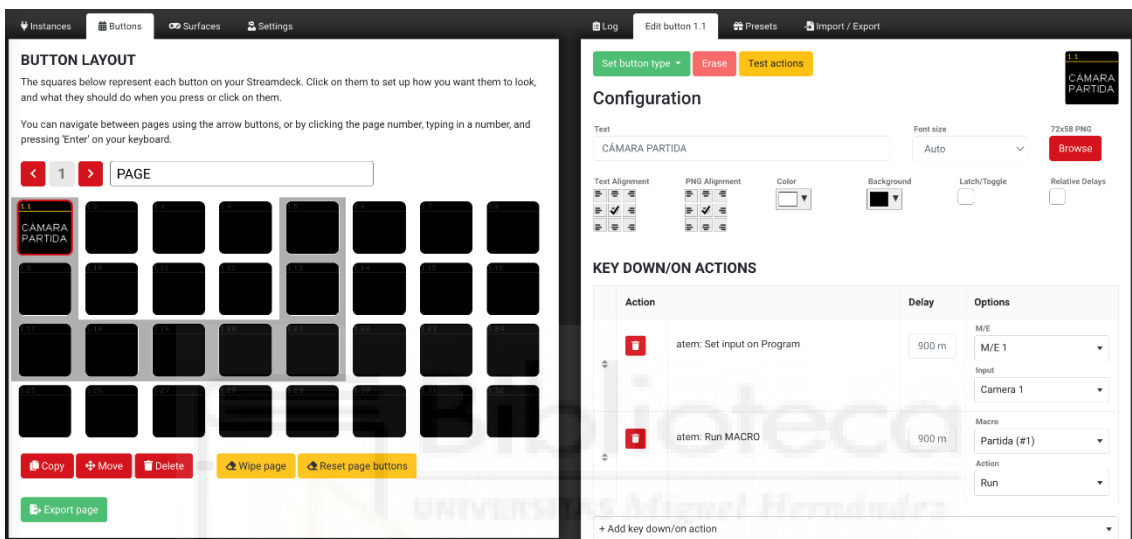 Instances
Buttons
Surfaces
Settings
BUTTON LAYOUT
The squares below represent each button on your Streamdeck. Click on them to set up how you want them to look,
and what they should do when you press or click on them.
You can navigate between pages using the arrow buttons, or by clicking the page number, typing in a number, and
pressing 'Enter' on your keyboard.
1
PAGE
1.1
CÁMARA
PARTIDA
Copy
Move
Delete
Wipe page
Reset page buttons
Export page
Log
Edit button 1.1
Presets
Import / Export
Set button type
Erase
Test actions
1.1
CÁMARA
PARTIDA
Configuration
Text
Font size
72x58 PNG
CÁMARA PARTIDA
Auto
Browse
Text Alignment
PNG Alignment
Color
Background
Latch/Toggle
Relative Delays
KEY DOWN/ON ACTIONS
Action
Delay
Options
atem: Set input on Program
900 m
M/E
M/E 1
Input
Camera 1
atem: Run MACRO
900 m
Macro
Partida (#1)
Action
Run
+ Add key down/on action
Biblioteca
UNIVERSITAS Miguel Hernández